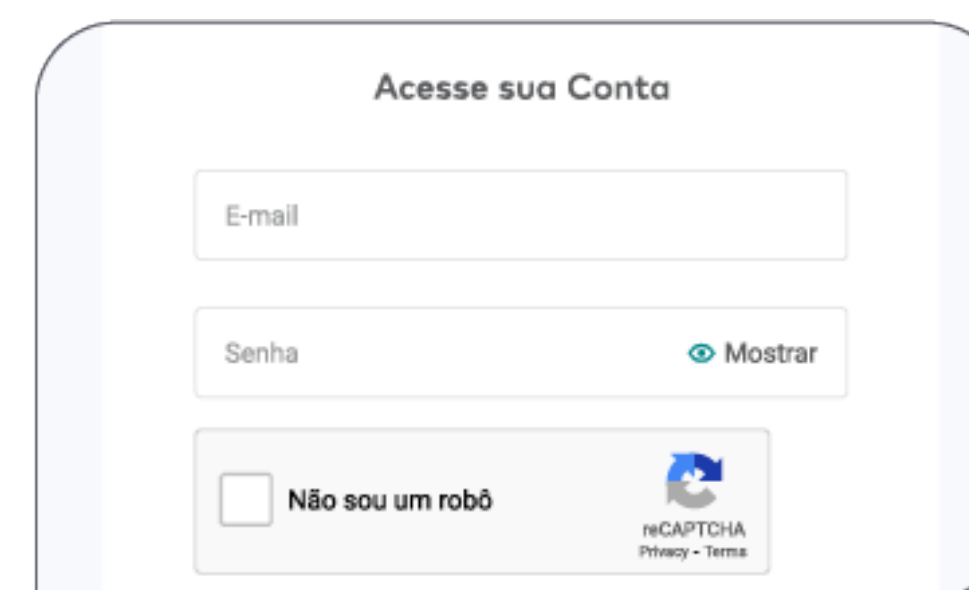 Acesse sua Conta
E-mail
Senha
Mostrar
Não sou um robô
reCAPTCHA
Privacy - Terms